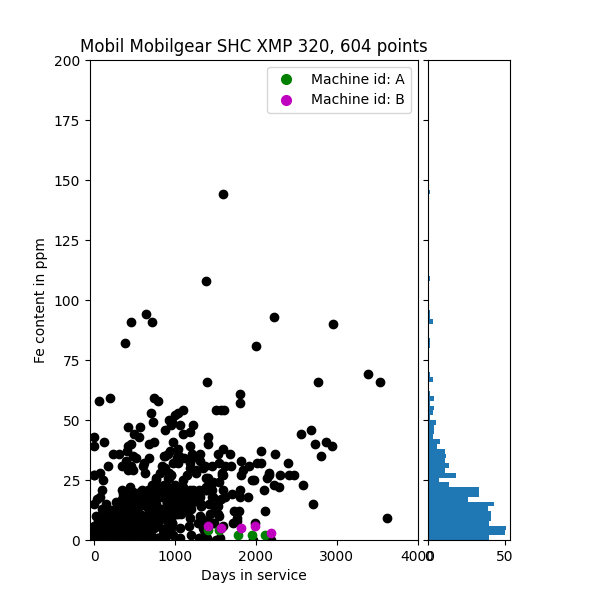 Mobil Mobilgear SHC XMP 320, 604 points
Machine id: A
Machine id: B
Fe content in ppm
200
175
150
125
100
75
50
25
0
0 1000 2000 3000 4000
0 50
Days in service